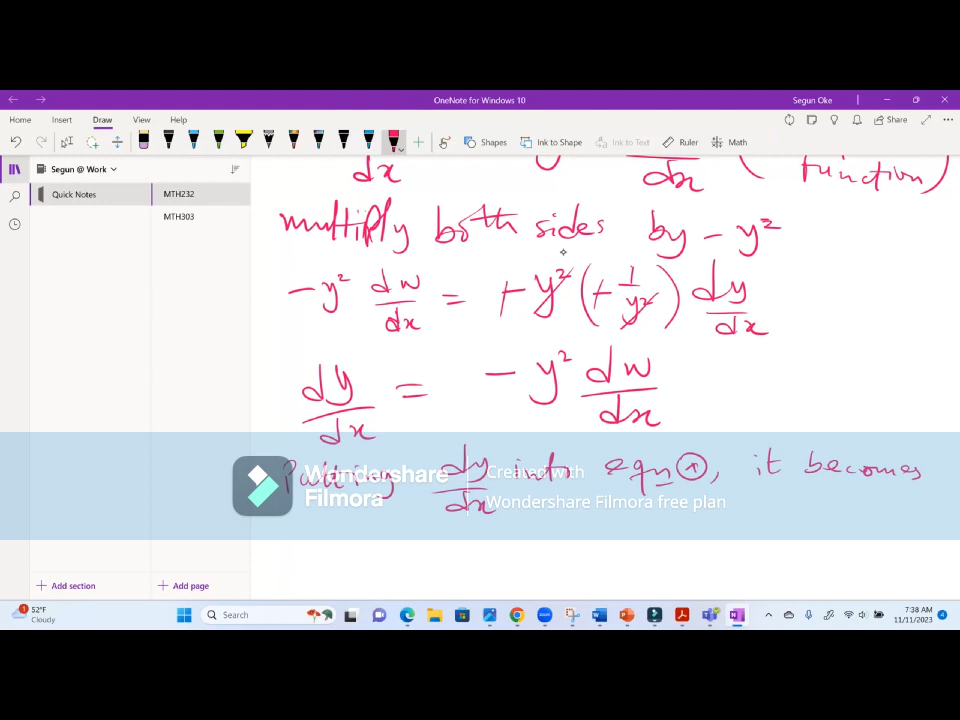 OneNote for Windows 10
Segun Oke
Home Insert Draw View Help
Share
Shapes Ink to Shape Ink to Text Ruler Math
Segun @ Work
Quick Notes
MTH232
MTH303
dx y dx (function)
multiply both sides by - y²
- y² dw/dx = + y² (+ 1/y²) dy/dx
dy/dx = - y² dw/dx
Putting dy/dx into eqn *, it becomes
Wondershare Filmora
Created with
Wondershare Filmora free plan
Add section
Add page
1
52°F
Cloudy
Search
7:38 AM
11/11/2023
4